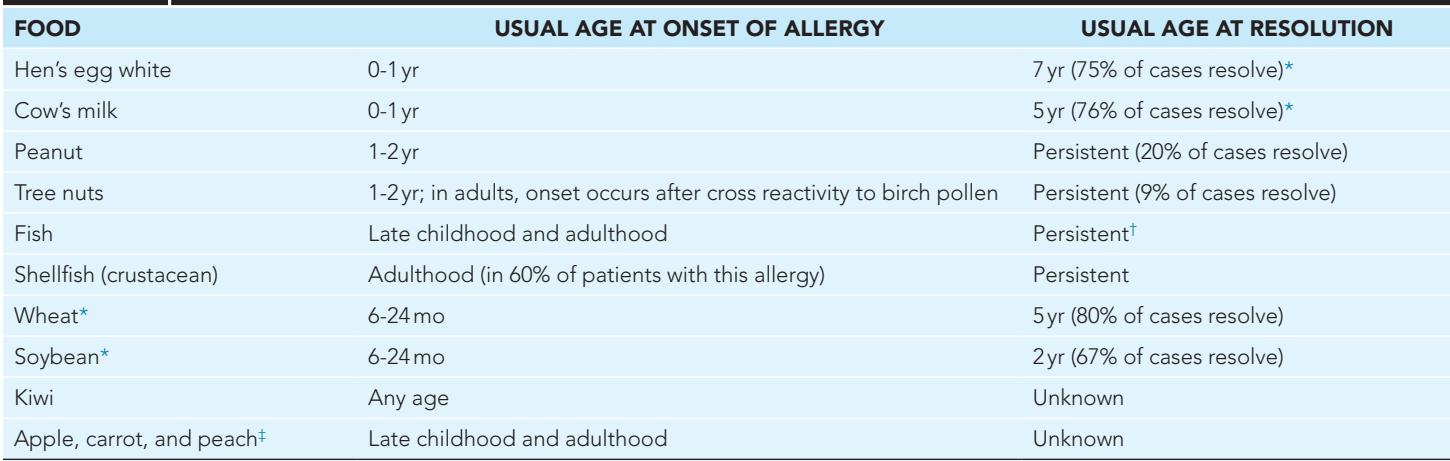 FOOD USUAL AGE AT ONSET OF ALLERGY USUAL AGE AT RESOLUTION
Hen's egg white 0-1 yr 7 yr (75% of cases resolve)*
Cow's milk 0-1 yr 5 yr (76% of cases resolve)*
Peanut 1-2 yr Persistent (20% of cases resolve)
Tree nuts 1-2 yr; in adults, onset occurs after cross reactivity to birch pollen Persistent (9% of cases resolve)
Fish Late childhood and adulthood Persistent†
Shellfish (crustacean) Adulthood (in 60% of patients with this allergy) Persistent
Wheat* 6-24 mo 5 yr (80% of cases resolve)
Soybean* 6-24 mo 2 yr (67% of cases resolve)
Kiwi Any age Unknown
Apple, carrot, and peach‡ Late childhood and adulthood Unknown